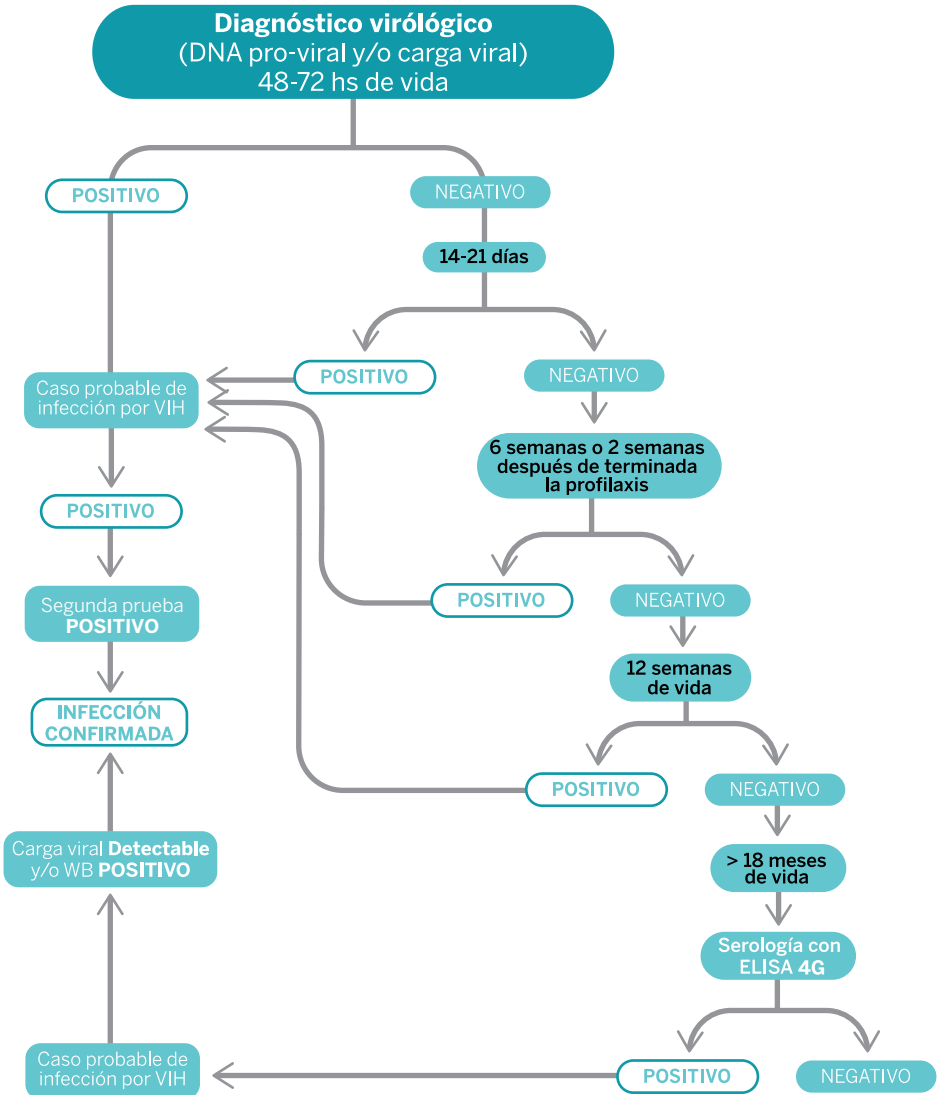 Diagnóstico virólógico
(DNA pro-viral y/o carga viral)
48-72 hs de vida
POSITIVO
NEGATIVO
14-21 días
POSITIVO
NEGATIVO
Caso probable de
infección por VIH
6 semanas o 2 semanas
después de terminada
la profilaxis
POSITIVO
POSITIVO
NEGATIVO
Segunda prueba
POSITIVO
12 semanas
de vida
INFECCIÓN
CONFIRMADA
POSITIVO
NEGATIVO
Carga viral Detectable
y/o WB POSITIVO
> 18 meses
de vida
Serología con
ELISA 4G
Caso probable de
infección por VIH
POSITIVO
NEGATIVO